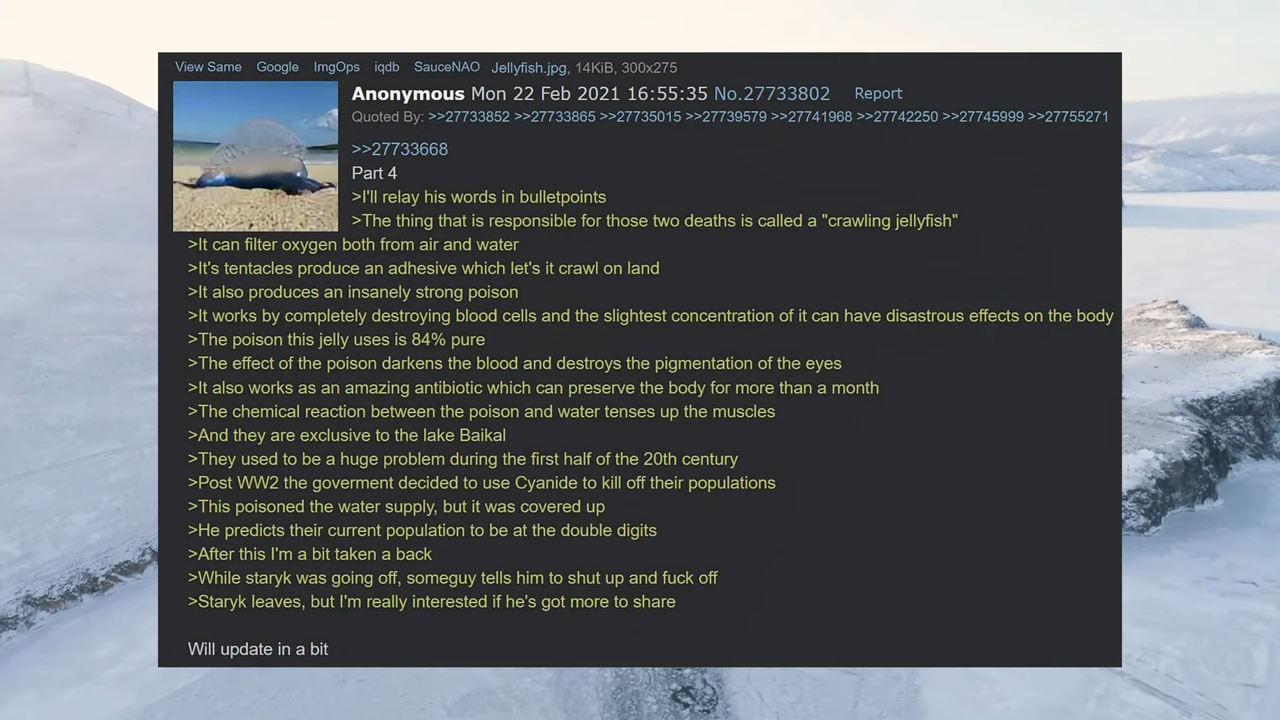 View Same Google ImgOps iqdb SauceNAO Jellyfish.jpg, 14KiB, 300x275
Anonymous Mon 22 Feb 2021 16:55:35 No.27733802 Report
Quoted By: >>27733852 >>27733865 >>27735015 >>27739579 >>27741968 >>27742250 >>27745999 >>27755271
>>27733668
Part 4
>I'll relay his words in bulletpoints
>The thing that is responsible for those two deaths is called a "crawling jellyfish"
>It can filter oxygen both from air and water
>It's tentacles produce an adhesive which let's it crawl on land
>It also produces an insanely strong poison
>It works by completely destroying blood cells and the slightest concentration of it can have disastrous effects on the body
>The poison this jelly uses is 84% pure
>The effect of the poison darkens the blood and destroys the pigmentation of the eyes
>It also works as an amazing antibiotic which can preserve the body for more than a month
>The chemical reaction between the poison and water tenses up the muscles
>And they are exclusive to the lake Baikal
>They used to be a huge problem during the first half of the 20th century
>Post WW2 the goverment decided to use Cyanide to kill off their populations
>This poisoned the water supply, but it was covered up
>He predicts their current population to be at the double digits
>After this I'm a bit taken a back
>While staryk was going off, someguy tells him to shut up and fuck off
>Staryk leaves, but I'm really interested if he's got more to share
Will update in a bit